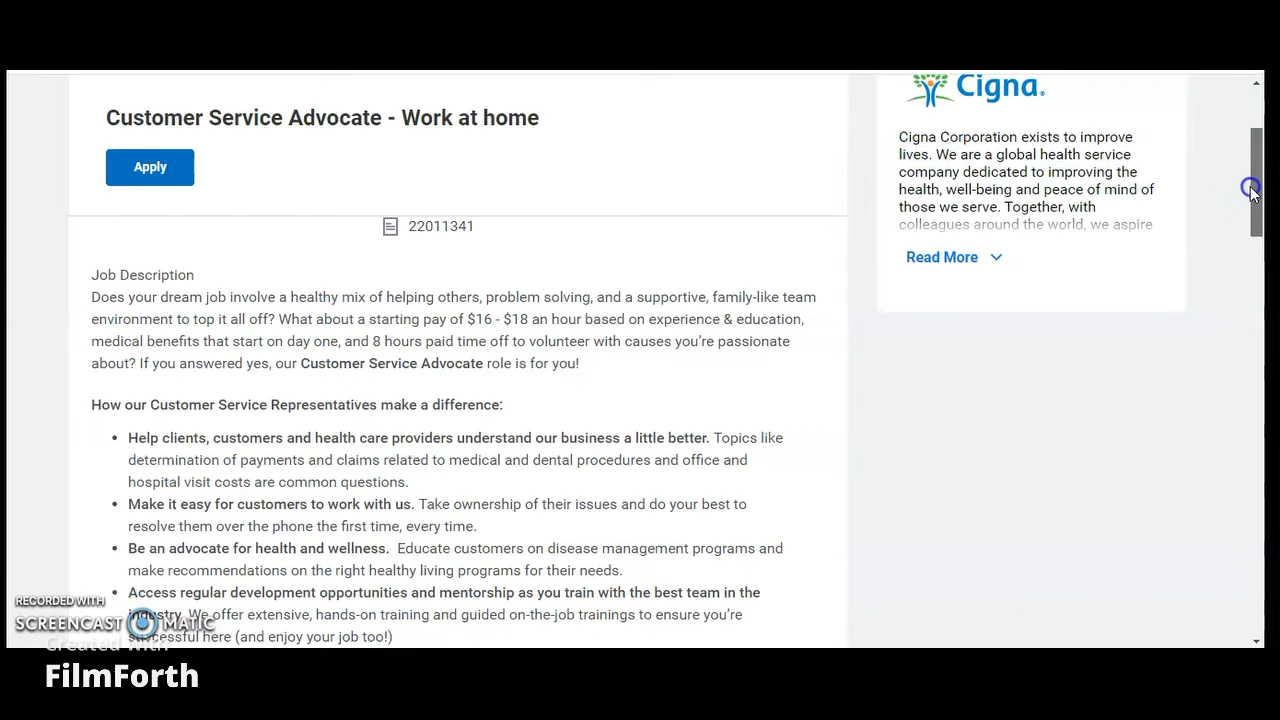 Cigna
Customer Service Advocate - Work at home
Apply
Cigna Corporation exists to improve
lives. We are a global health service
company dedicated to improving the
health, well-being and peace of mind of
those we serve. Together, with
colleagues around the world, we aspire
Read More
22011341
Job Description
Does your dream job involve a healthy mix of helping others, problem solving, and a supportive, family-like team
environment to top it all off? What about a starting pay of $16 - $18 an hour based on experience & education,
medical benefits that start on day one, and 8 hours paid time off to volunteer with causes you’re passionate
about? If you answered yes, our Customer Service Advocate role is for you!
How our Customer Service Representatives make a difference:
• Help clients, customers and health care providers understand our business a little better. Topics like
determination of payments and claims related to medical and dental procedures and office and
hospital visit costs are common questions.
• Make it easy for customers to work with us. Take ownership of their issues and do your best to
resolve them over the phone the first time, every time.
• Be an advocate for health and wellness. Educate customers on disease management programs and
make recommendations on the right healthy living programs for their needs.
• Access regular development opportunities and mentorship as you train with the best team in the
industry. We offer extensive, hands-on training and guided on-the-job trainings to ensure you’re
successful here (and enjoy your job too!)
RECORDED WITH
SCREENCAST MATIC
Created with
FilmForth